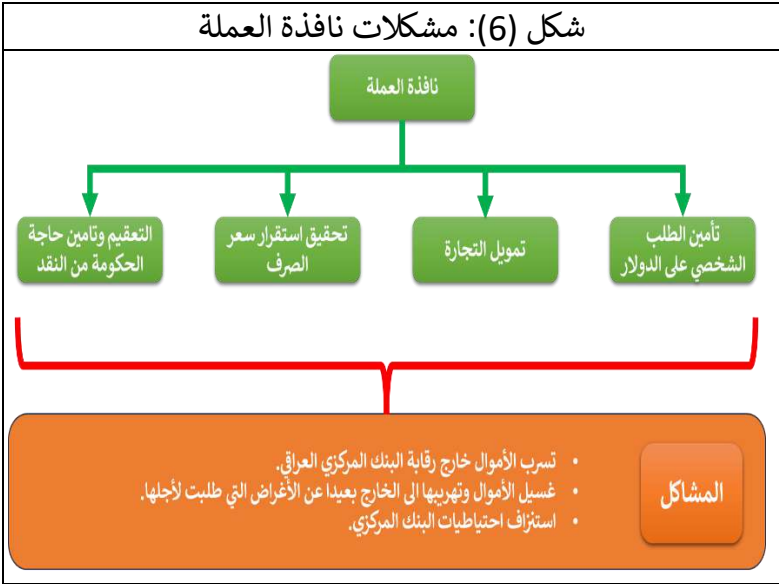 شكل (6): مشكلات نافذة العملة
نافذة العملة
تأمين الطلب
الشخصي على الدولار
تمويل التجارة
تحقيق استقرار سعر
الصرف
التعقيم وتامين حاجة
الحكومة من النقد
المشاكل
• تسرب الأموال خارج رقابة البنك المركزي العراقي.
• غسيل الأموال وتهريبها الى الخارج بعيدا عن الأغراض التي طلبت لأجلها.
• استنزاف احتياطيات البنك المركزي.